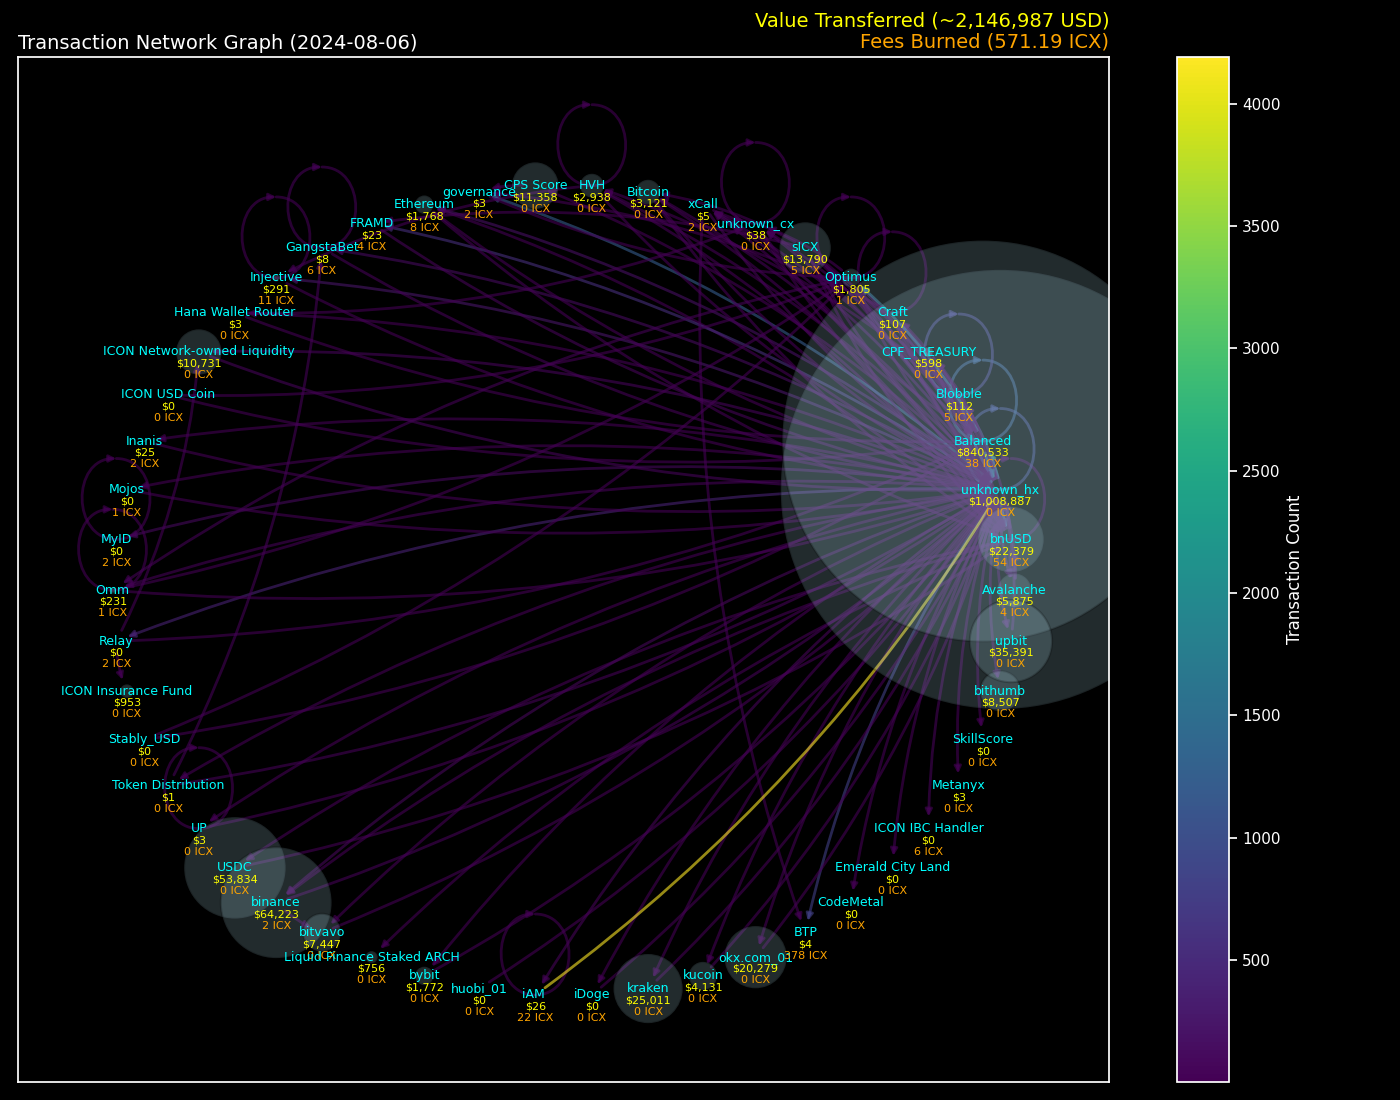 Value Transferred (~2,146,987 USD)
Transaction Network Graph (2024-08-06)
Fees Burned (571.19 ICX)
CPS Score
$11,358
0 ICX
HVH
$2,938
0 ICX
Bitcoin
$3,121
0 ICX
governance
$3
2 ICX
xCall
$5
2 ICX
Ethereum
$1,768
8 ICX
unknown_cx
$38
0 ICX
FRAMD
$23
4 ICX
sICX
$13,790
5 ICX
GangstaBet
$8
6 ICX
Optimus
$1,805
1 ICX
Injective
$291
11 ICX
Craft
$107
0 ICX
Hana Wallet Router
$3
0 ICX
CPF_TREASURY
$598
0 ICX
ICON Network-owned Liquidity
$10,731
0 ICX
Blobble
$112
5 ICX
ICON USD Coin
$0
0 ICX
Balanced
$840,533
38 ICX
Inanis
$25
2 ICX
unknown_hx
$1,008,887
0 ICX
Mojos
$0
1 ICX
bnUSD
$22,379
54 ICX
MyID
$0
2 ICX
Avalanche
$5,875
4 ICX
Omm
$231
1 ICX
upbit
$35,391
0 ICX
Relay
$0
2 ICX
bithumb
$8,507
0 ICX
ICON Insurance Fund
$953
0 ICX
SkillScore
$0
0 ICX
Stably_USD
$0
0 ICX
Metanyx
$3
0 ICX
Token Distribution
$1
0 ICX
ICON IBC Handler
$0
6 ICX
UP
$3
0 ICX
Emerald City Land
$0
0 ICX
USDC
$53,834
0 ICX
CodeMetal
$0
0 ICX
binance
$64,223
2 ICX
BTP
$4
378 ICX
bitvavo
$7,447
0 ICX
okx.com_01
$20,279
0 ICX
Liquid Finance Staked ARCH
$756
0 ICX
kucoin
$4,131
0 ICX
bybit
$1,772
0 ICX
kraken
$25,011
0 ICX
huobi_01
$0
0 ICX
iDoge
$0
0 ICX
iAM
$26
22 ICX
4000
3500
3000
2500
2000
1500
1000
500
Transaction Count